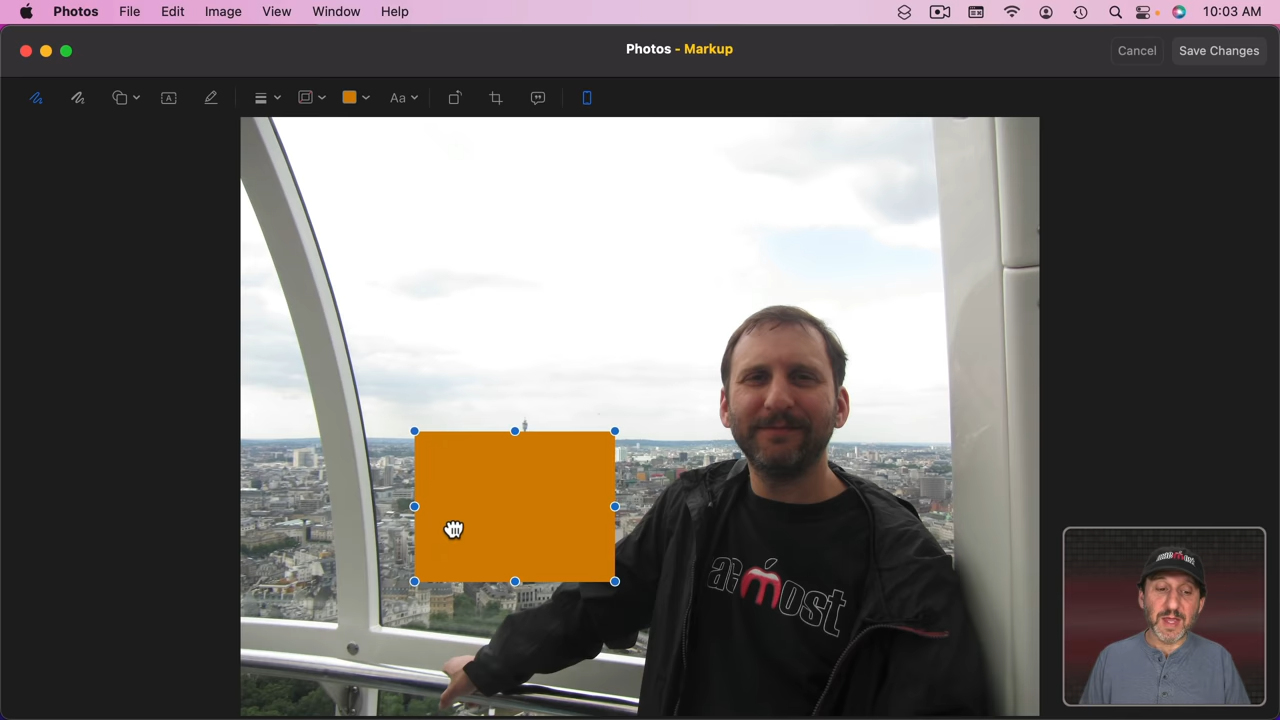 Photos File Edit Image View Window Help 10:03 AM
Photos - Markup
Cancel Save Changes
A Aa
almost